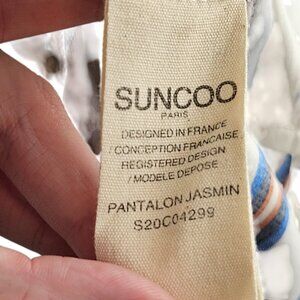 SUNCOO
PARIS
DESIGNED IN FRANCE
/ CONCEPTION FRANCAISE
REGISTERED DESIGN
/ MODELE DEPOSE
PANTALON JASMIN
S20C04299